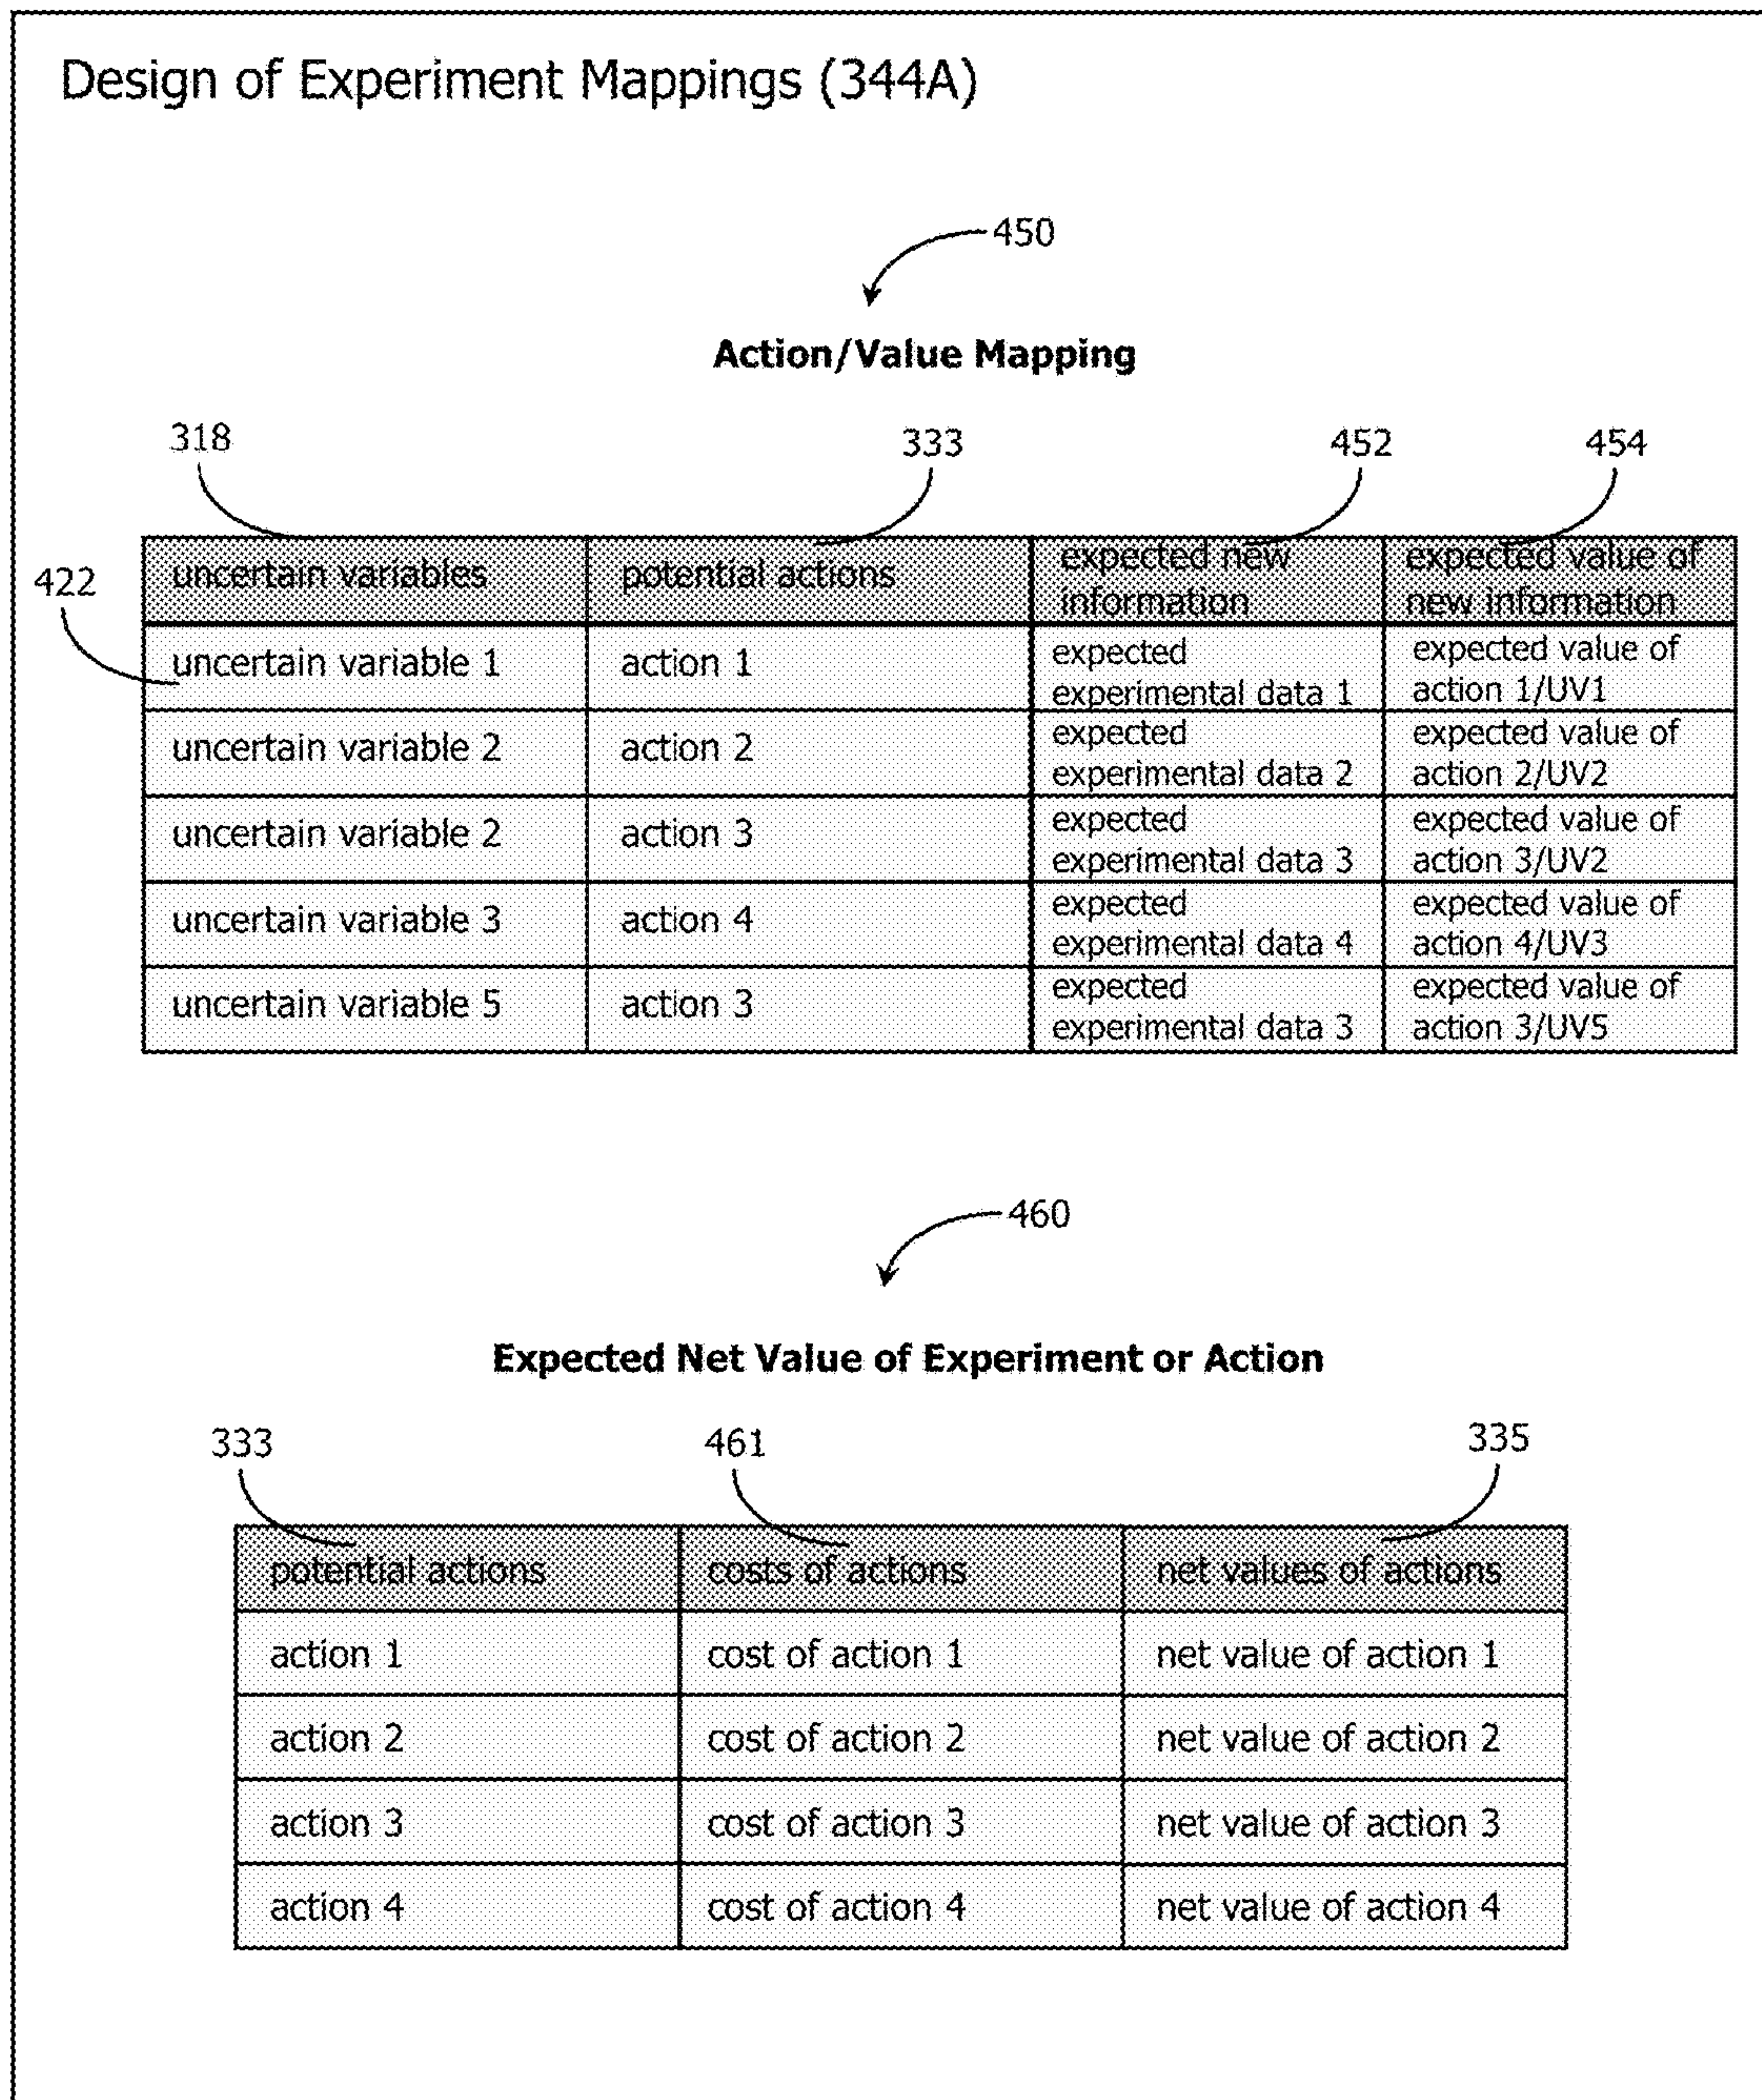 Design of Experiment Mappings (344A)
450
Action/Value Mapping
318 333 452 454
422
uncertain variables potential actions expected new information expected value of new information
uncertain variable 1 action 1 expected experimental data 1 expected value of action 1/UV1
uncertain variable 2 action 2 expected experimental data 2 expected value of action 2/UV2
uncertain variable 2 action 3 expected experimental data 3 expected value of action 3/UV2
uncertain variable 3 action 4 expected experimental data 4 expected value of action 4/UV3
uncertain variable 5 action 3 expected experimental data 3 expected value of action 3/UV5
460
Expected Net Value of Experiment or Action
333 461 335
potential actions costs of actions net values of actions
action 1 cost of action 1 net value of action 1
action 2 cost of action 2 net value of action 2
action 3 cost of action 3 net value of action 3
action 4 cost of action 4 net value of action 4